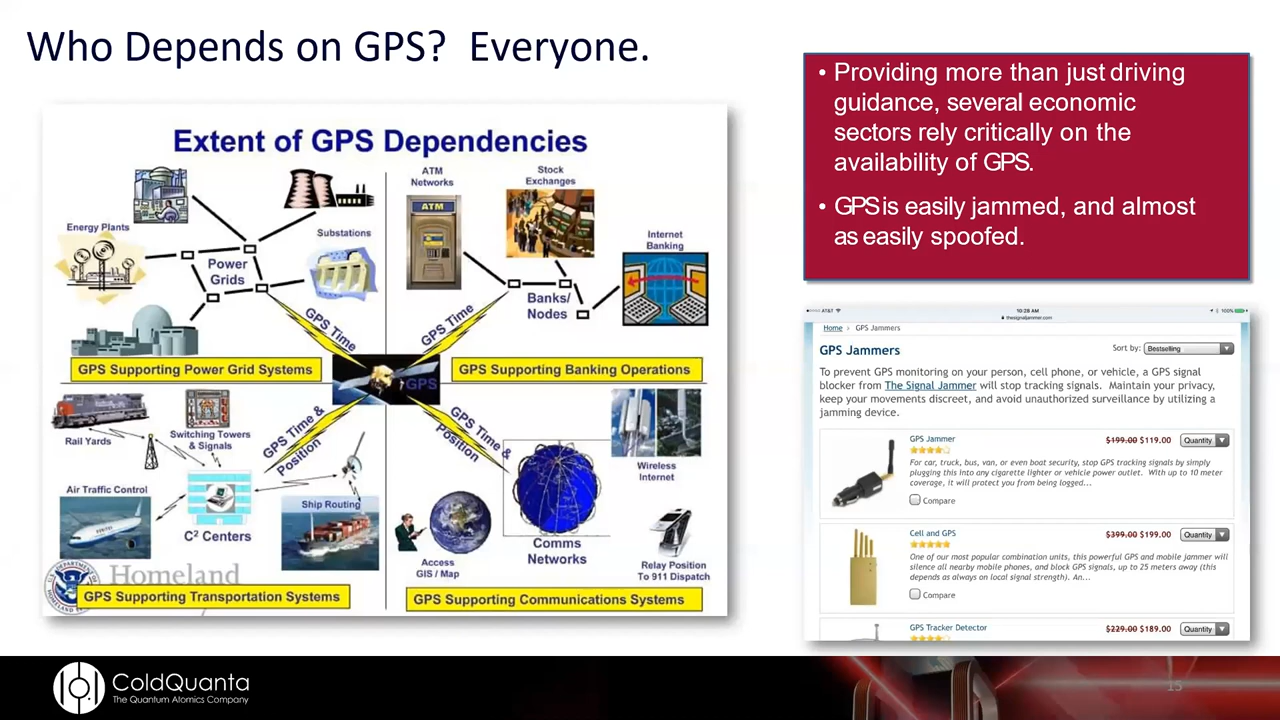 Who Depends on GPS? Everyone.
Extent of GPS Dependencies
Energy Plants
Substations
Power
Grids
GPS Time
GPS Supporting Power Grid Systems
ATM
Networks
ATM
Stock
Exchanges
Internet
Banking
Banks/
Nodes
GPS Time
GPS Supporting Banking Operations
GPS
Rail Yards
Switching Towers
& Signals
GPS Time &
Position
Air Traffic Control
C² Centers
Ship Routing
Homeland
GPS Supporting Transportation Systems
GPS Time &
Position
Wireless
Internet
Access
GIS / Map
Comms
Networks
Relay Position
To 911 Dispatch
GPS Supporting Communications Systems
• Providing more than just driving
guidance, several economic
sectors rely critically on the
availability of GPS.
• GPS is easily jammed, and almost
as easily spoofed.
AT&T
10:28 AM
thesignaljammer.com
100%
Home > GPS Jammers
GPS Jammers
Sort by: Bestselling
To prevent GPS monitoring on your person, cell phone, or vehicle, a GPS signal
blocker from The Signal Jammer will stop tracking signals. Maintain your privacy,
keep your movements discreet, and avoid unauthorized surveillance by utilizing a
jamming device.
GPS Jammer
$199.00 $119.00
Quantity
For car, truck, bus, van, or even boat security, stop GPS tracking signals by simply
plugging this into any cigarette lighter or vehicle power outlet. With up to 10 meter
coverage, it will protect you from being logged...
Compare
Cell and GPS
$399.00 $199.00
Quantity
One of our most popular combination units, this powerful GPS and mobile jammer will
silence all nearby mobile phones, and block GPS signals, up to 25 meters away (this
depends as always on local signal strength). An...
Compare
GPS Tracker Detector
$229.00 $189.00
Quantity
ColdQuanta
The Quantum Atomics Company
15